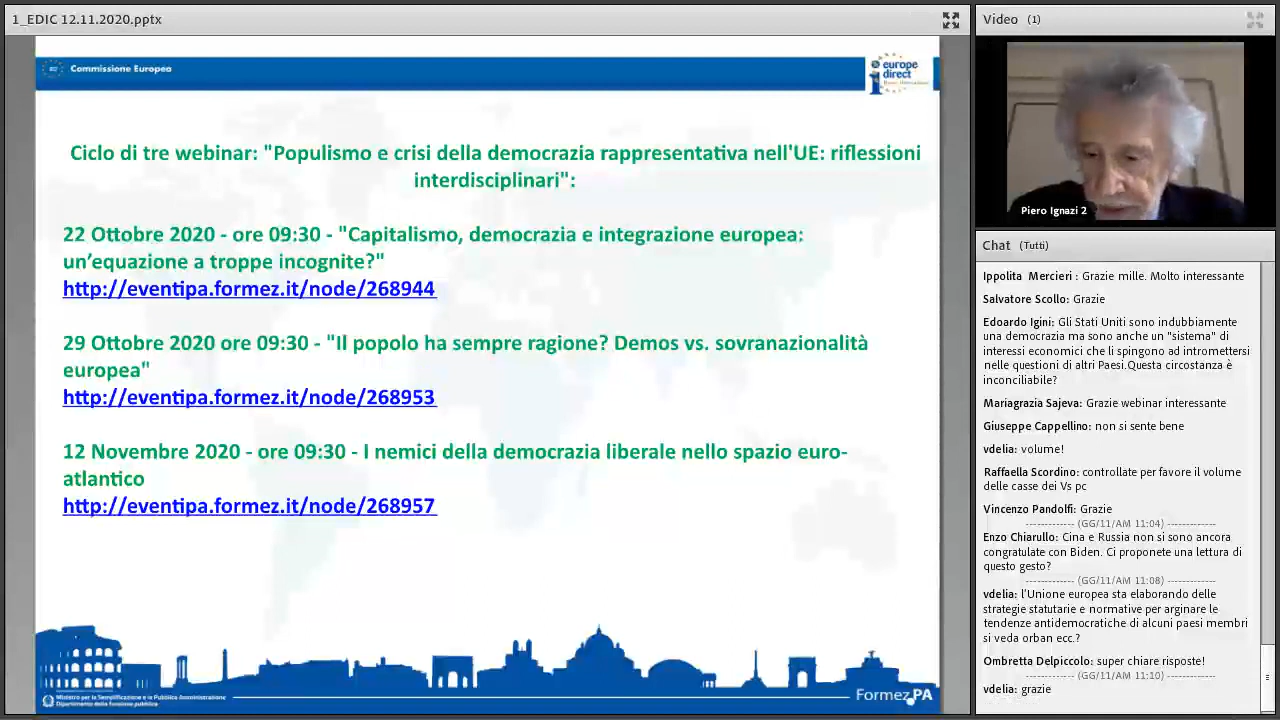 1_EDIC 12.11.2020.pptx
Commissione Europea
europe
direct
Ciclo di tre webinar: "Populismo e crisi della democrazia rappresentativa nell'UE: riflessioni
interdisciplinari":
22 Ottobre 2020 - ore 09:30 - "Capitalismo, democrazia e integrazione europea:
un'equazione a troppe incognite?"
http://eventipa.formez.it/node/268944
29 Ottobre 2020 ore 09:30 - "Il popolo ha sempre ragione? Demos vs. sovranazionalità
europea"
http://eventipa.formez.it/node/268953
12 Novembre 2020 - ore 09:30 - I nemici della democrazia liberale nello spazio euro-
atlantico
http://eventipa.formez.it/node/268957
Ministro per la Semplificazione e la Pubblica Amministrazione
Dipartimento della funzione pubblica
FormezPA
Video (1)
Piero Ignazi 2
Chat (Tutti)
Ippolita Mercieri : Grazie mille. Molto interessante
Salvatore Scollo: Grazie
Edoardo Igini: Gli Stati Uniti sono indubbiamente
una democrazia ma sono anche un "sistema" di
interessi economici che li spingono ad intromettersi
nelle questioni di altri Paesi.Questa circostanza è
inconciliabile?
Mariagrazia Sajeva: Grazie webinar interessante
Giuseppe Cappellino: non si sente bene
vdelia: volume!
Raffaella Scordino: controllate per favore il volume
delle casse dei Vs pc
Vincenzo Pandolfi: Grazie
------------ (GG/11/AM 11:04) ------------
Enzo Chiarullo: Cina e Russia non si sono ancora
congratulate con Biden. Ci proponete una lettura di
questo gesto?
------------ (GG/11/AM 11:08) ------------
vdelia: l'Unione europea sta elaborando delle
strategie statutarie e normative per arginare le
tendenze antidemocratiche di alcuni paesi membri
si veda orban ecc.?
Ombretta Delpiccolo: super chiare risposte!
------------ (GG/11/AM 11:10) ------------
vdelia: grazie